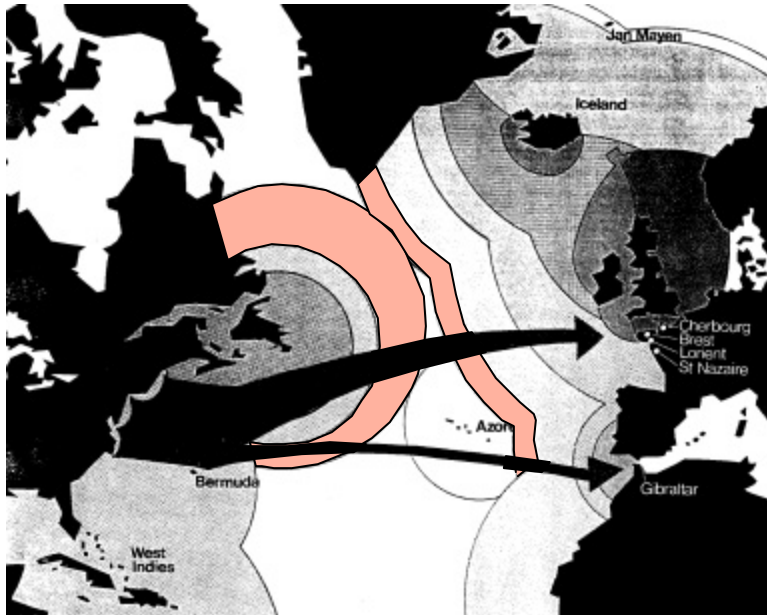 Jan Mayen
Iceland
Cherbourg
Brest
Lorient
St Nazaire
Bermuda
Gibraltar
West
Indies